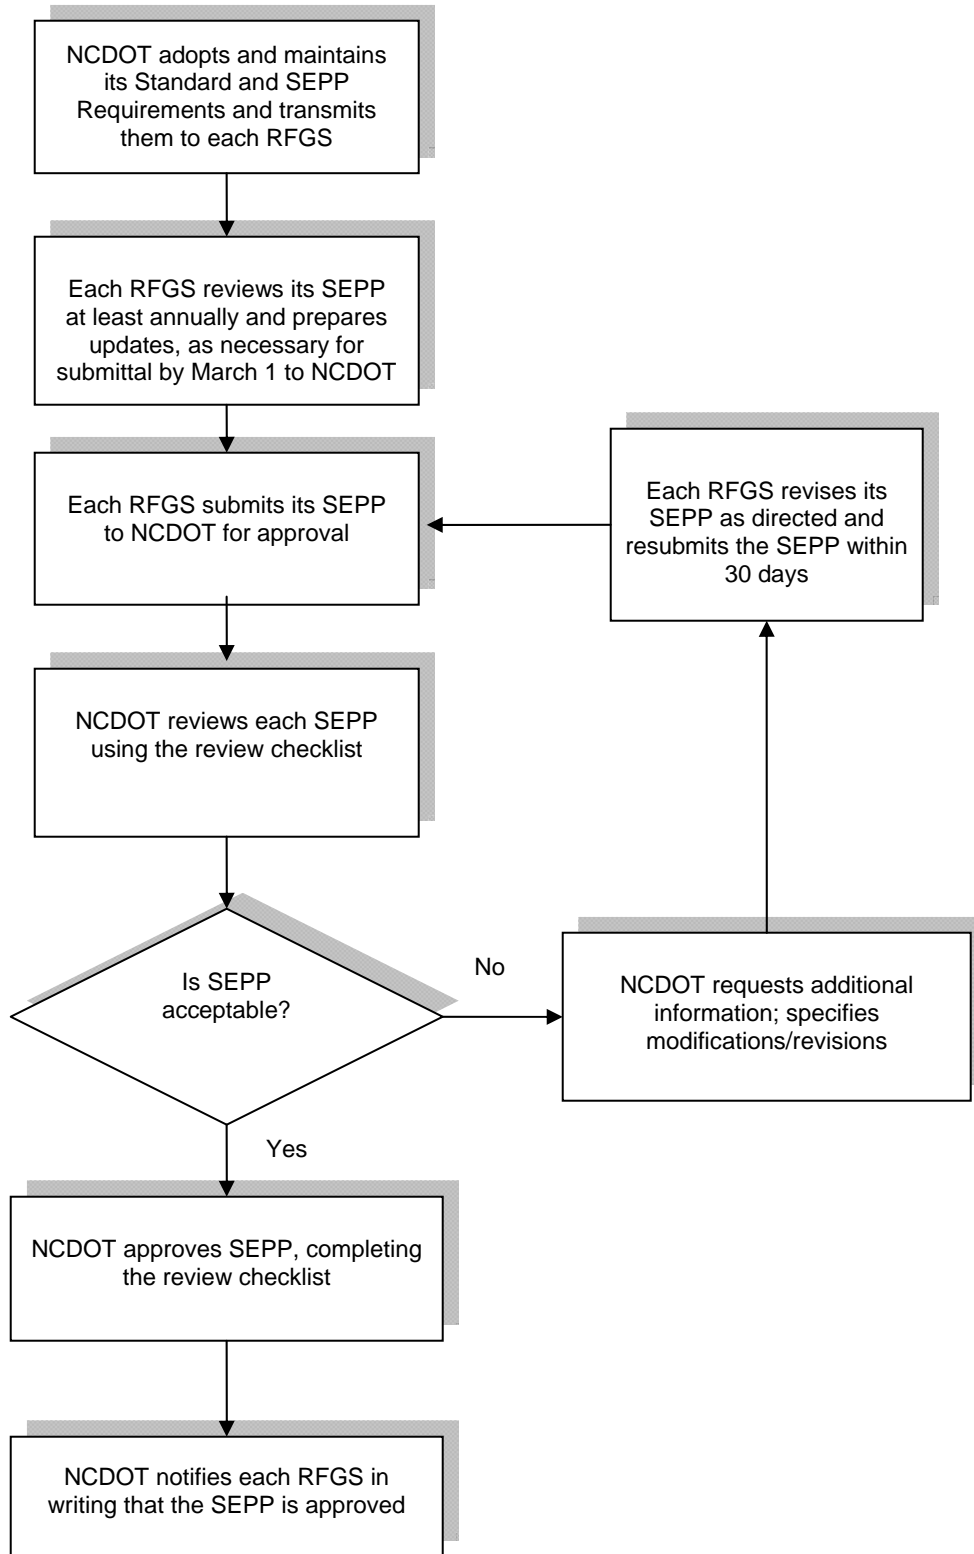 NCDOT adopts and maintains
its Standard and SEPP
Requirements and transmits
them to each RFGS
Each RFGS reviews its SEPP
at least annually and prepares
updates, as necessary for
submittal by March 1 to NCDOT
Each RFGS submits its SEPP
to NCDOT for approval
Each RFGS revises its
SEPP as directed and
resubmits the SEPP within
30 days
NCDOT reviews each SEPP
using the review checklist
Is SEPP
acceptable?
No
NCDOT requests additional
information; specifies
modifications/revisions
Yes
NCDOT approves SEPP, completing
the review checklist
NCDOT notifies each RFGS in
writing that the SEPP is approved